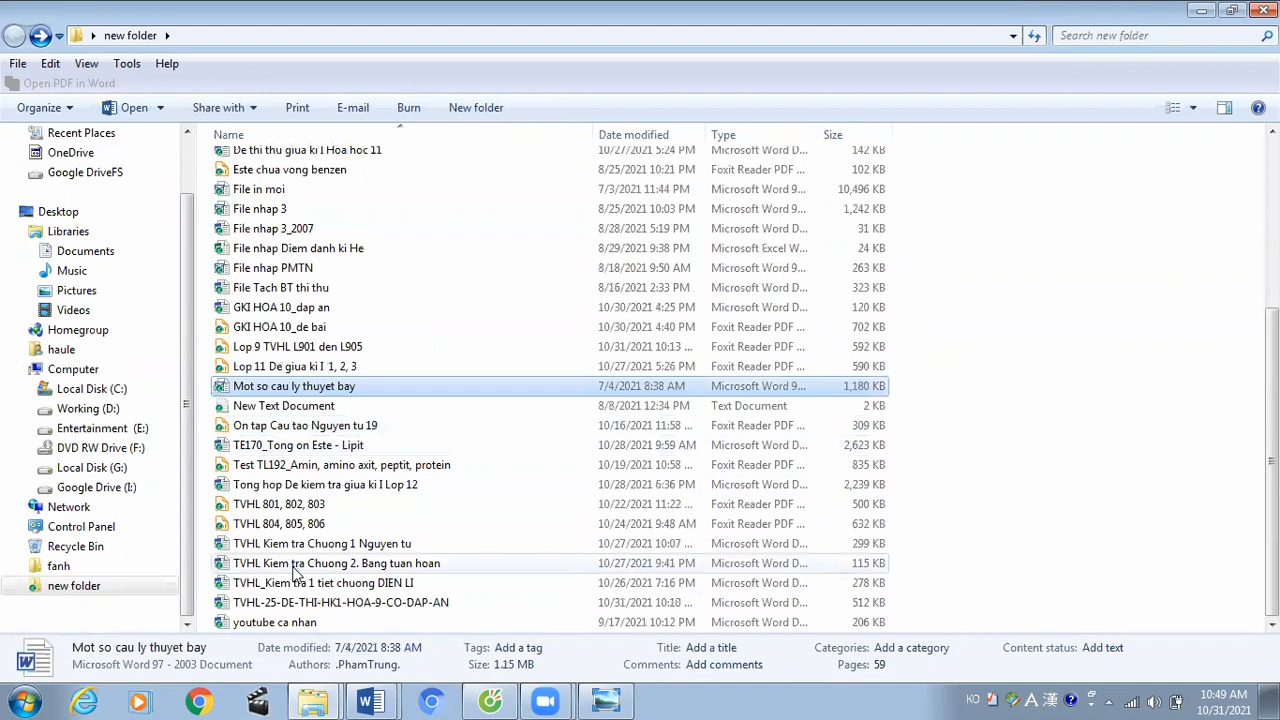 new folder
Search new folder
File Edit View Tools Help
Open PDF in Word
Organize Open Share with Print E-mail Burn New folder
Recent Places
OneDrive
Google DriveFS
Desktop
Libraries
Documents
Music
Pictures
Videos
Homegroup
haule
Computer
Local Disk (C:)
Working (D:)
Entertainment (E:)
DVD RW Drive (F:)
Local Disk (G:)
Google Drive (I:)
Network
Control Panel
Recycle Bin
fanh
new folder
Name Date modified Type Size
De thi thu giua ki I Hoa hoc 11 10/27/2021 5:24 PM Microsoft Word D... 142 KB
Este chua vong benzen 8/25/2021 10:21 PM Foxit Reader PDF ... 102 KB
File in moi 7/3/2021 11:44 PM Microsoft Word 9... 10,496 KB
File nhap 3 8/25/2021 10:03 PM Microsoft Word 9... 1,242 KB
File nhap 3_2007 8/28/2021 5:19 PM Microsoft Word D... 31 KB
File nhap Diem danh ki He 8/29/2021 9:38 PM Microsoft Excel W... 24 KB
File nhap PMTN 8/18/2021 9:50 AM Microsoft Word D... 263 KB
File Tach BT thi thu 8/16/2021 2:33 PM Microsoft Word D... 323 KB
GKI HOA 10_dap an 10/30/2021 4:25 PM Microsoft Word D... 120 KB
GKI HOA 10_de bai 10/30/2021 4:40 PM Foxit Reader PDF ... 702 KB
Lop 9 TVHL L901 den L905 10/31/2021 10:13 ... Foxit Reader PDF ... 592 KB
Lop 11 De giua ki I 1, 2, 3 10/27/2021 5:26 PM Foxit Reader PDF ... 590 KB
Mot so cau ly thuyet bay 7/4/2021 8:38 AM Microsoft Word 9... 1,180 KB
New Text Document 8/8/2021 12:34 PM Text Document 2 KB
On tap Cau tao Nguyen tu 19 10/16/2021 11:58 ... Foxit Reader PDF ... 309 KB
TE170_Tong on Este - Lipit 10/28/2021 9:59 AM Microsoft Word D... 2,623 KB
Test TL192_Amin, amino axit, peptit, protein 10/19/2021 10:58 ... Foxit Reader PDF ... 835 KB
Tong hop De kiem tra giua ki I Lop 12 10/28/2021 6:36 PM Microsoft Word D... 2,239 KB
TVHL 801, 802, 803 10/22/2021 11:22 ... Foxit Reader PDF ... 500 KB
TVHL 804, 805, 806 10/24/2021 9:48 AM Foxit Reader PDF ... 632 KB
TVHL Kiem tra Chuong 1 Nguyen tu 10/27/2021 10:07 ... Microsoft Word D... 299 KB
TVHL Kiem tra Chuong 2. Bang tuan hoan 10/27/2021 9:41 PM Microsoft Word D... 115 KB
TVHL_Kiem tra 1 tiet chuong DIEN LI 10/26/2021 7:16 PM Microsoft Word D... 278 KB
TVHL-25-DE-THI-HK1-HOA-9-CO-DAP-AN 10/31/2021 10:18 ... Microsoft Word D... 512 KB
youtube ca nhan 9/17/2021 10:12 PM Microsoft Word D... 206 KB
Mot so cau ly thuyet bay Date modified: 7/4/2021 8:38 AM Tags: Add a tag Title: Add a title Categories: Add a category Content status: Add text
Microsoft Word 97 - 2003 Document Authors: .PhamTrung. Size: 1.15 MB Comments: Add comments Pages: 59
KO A 漢
10:49 AM
10/31/2021